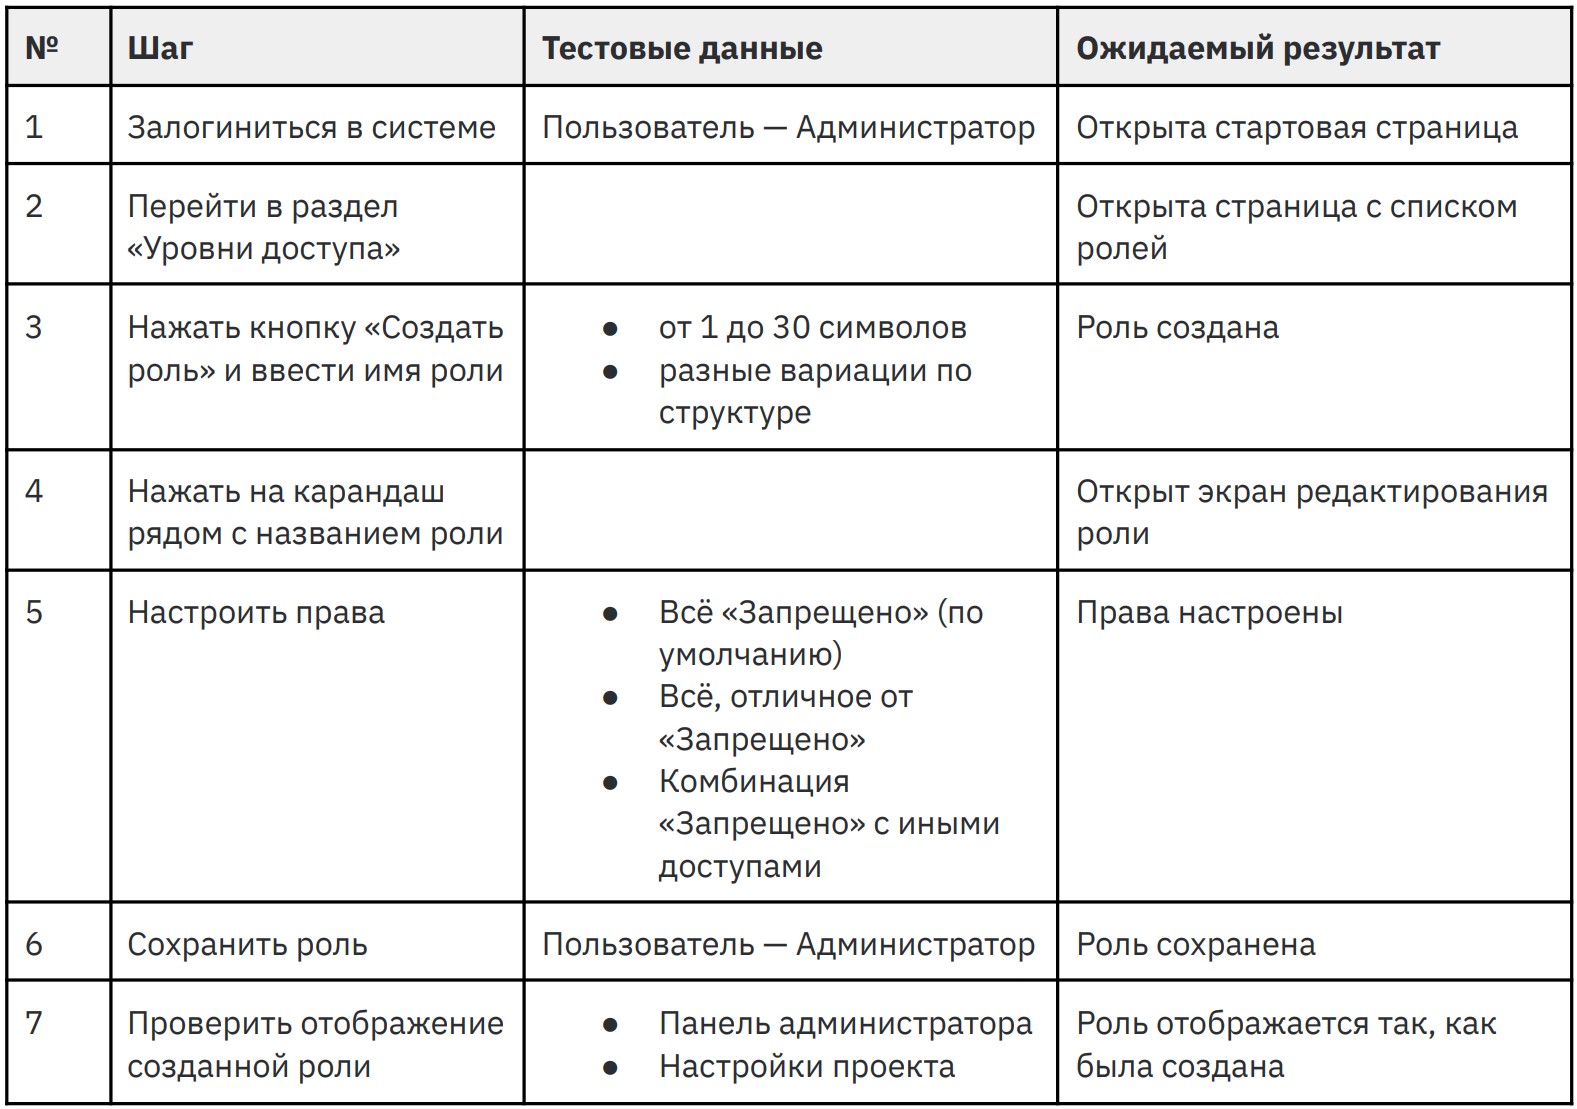 № Шаг Тестовые данные Ожидаемый результат
1 Залогиниться в системе Пользователь — Администратор Открыта стартовая страница
2 Перейти в раздел
«Уровни доступа»
Открыта страница с списком
ролей
3 Нажать кнопку «Создать
роль» и ввести имя роли
● от 1 до 30 символов
● разные вариации по
структуре
Роль создана
4 Нажать на карандаш
рядом с названием роли
Открыт экран редактирования
роли
5 Настроить права
● Всё «Запрещено» (по
умолчанию)
● Всё, отличное от
«Запрещено»
● Комбинация
«Запрещено» с иными
доступами
Права настроены
6 Сохранить роль Пользователь — Администратор Роль сохранена
7 Проверить отображение
созданной роли
● Панель администратора
● Настройки проекта
Роль отображается так, как
была создана